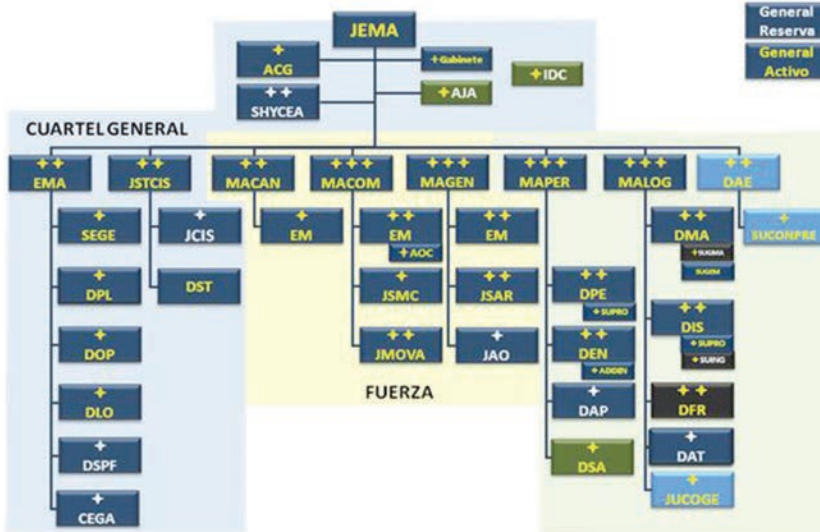 JEMA
General
Reserva
General
Activo
ACG
Gabinete
IDC
SHYCEA
AJA
CUARTEL GENERAL
EMA
JSTCIS
MACAN
MACOM
MAGEN
MAPER
MALOG
DAE
SEGE
JCIS
EM
EM
AOC
EM
DMA
SUGMA
SUGEM
SUCONPRE
DPL
DST
JSMC
JSAR
DPE
SUPRO
DIS
SUPRO
SUING
DOP
JMOVA
JAO
DEN
ADDEN
DLO
FUERZA
DAP
DFR
DSPF
DSA
DAT
CEGA
JUCOGE